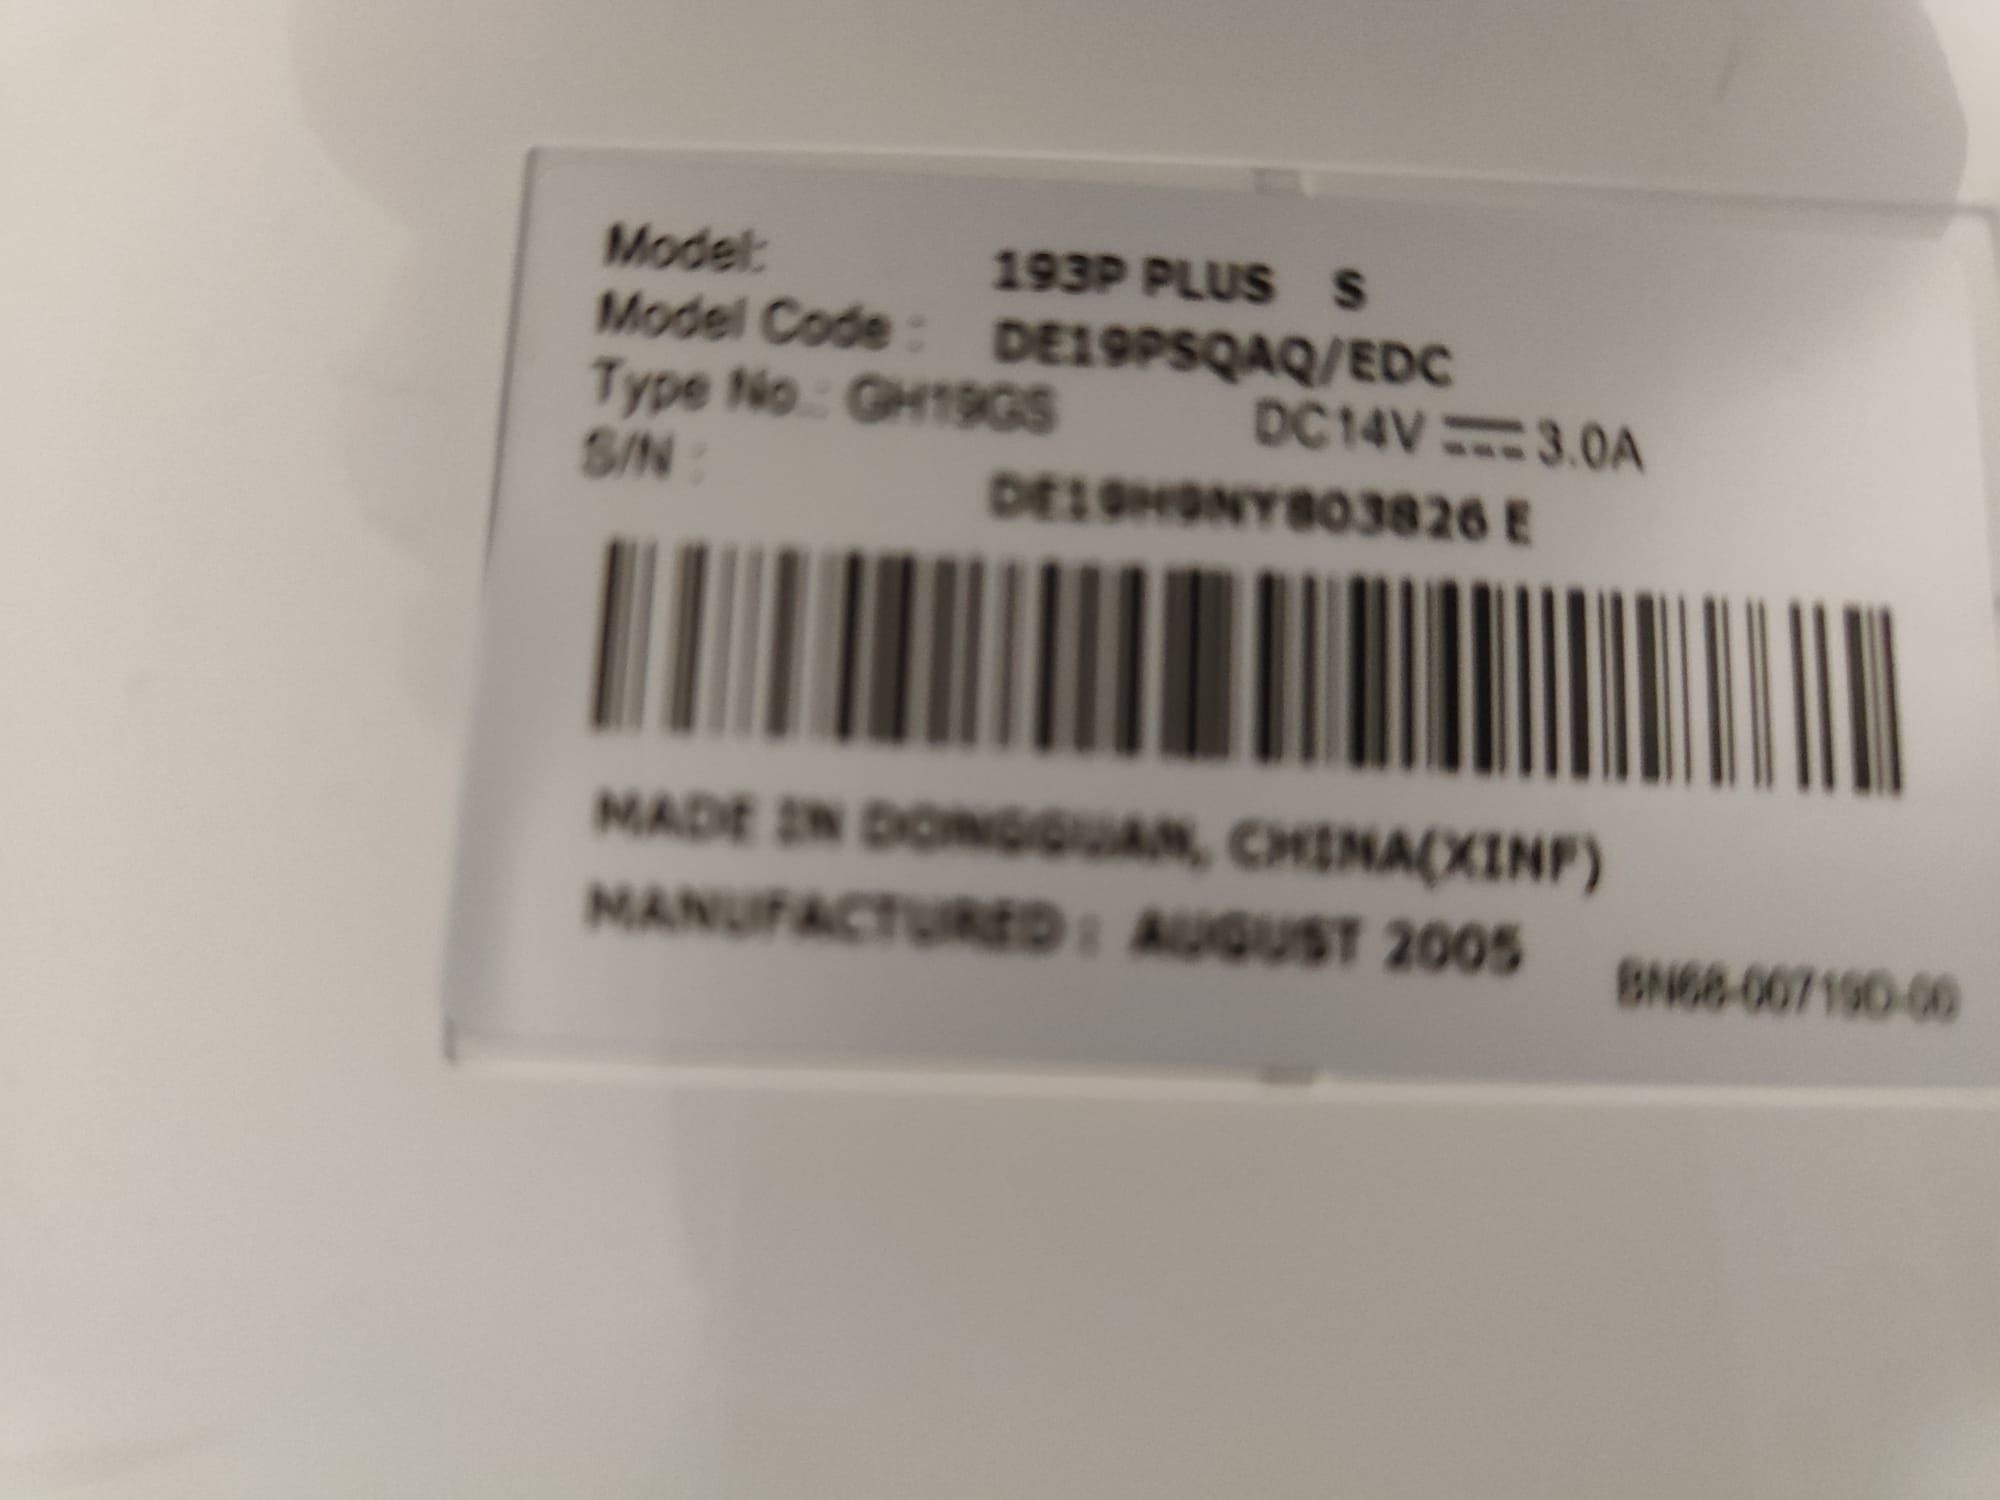 Model: 193P PLUS S
Model Code : DE19PSQAQ/EDC
Type No.: GH19GS DC14V ⎓ 3.0A
S/N : DE19H9NY803826 E
MADE IN DONGGUAN, CHINA(XINF)
MANUFACTURED : AUGUST 2005
BN68-00719D-00